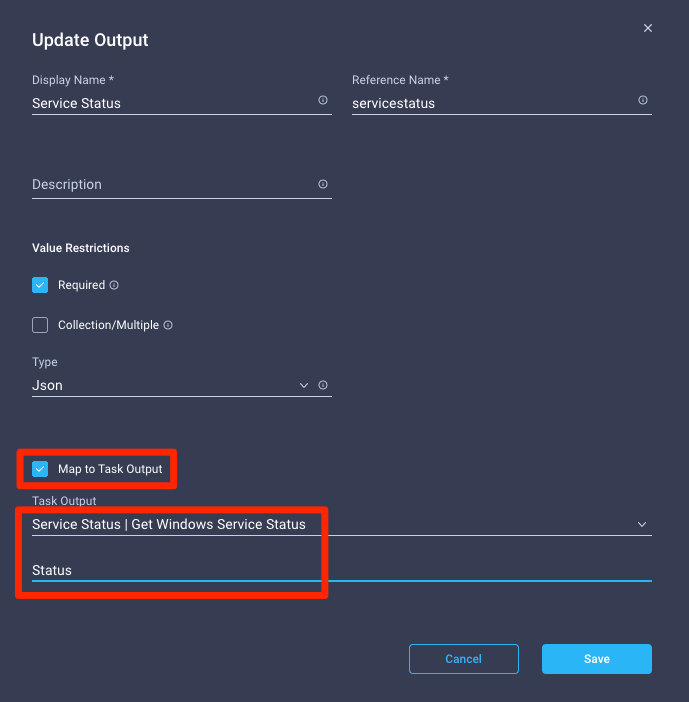 Update Output
Display Name *
Reference Name *
Service Status
servicestatus
Description
Value Restrictions
Required
Collection/Multiple
Type
Json
Map to Task Output
Task Output
Service Status | Get Windows Service Status
Status
Cancel
Save